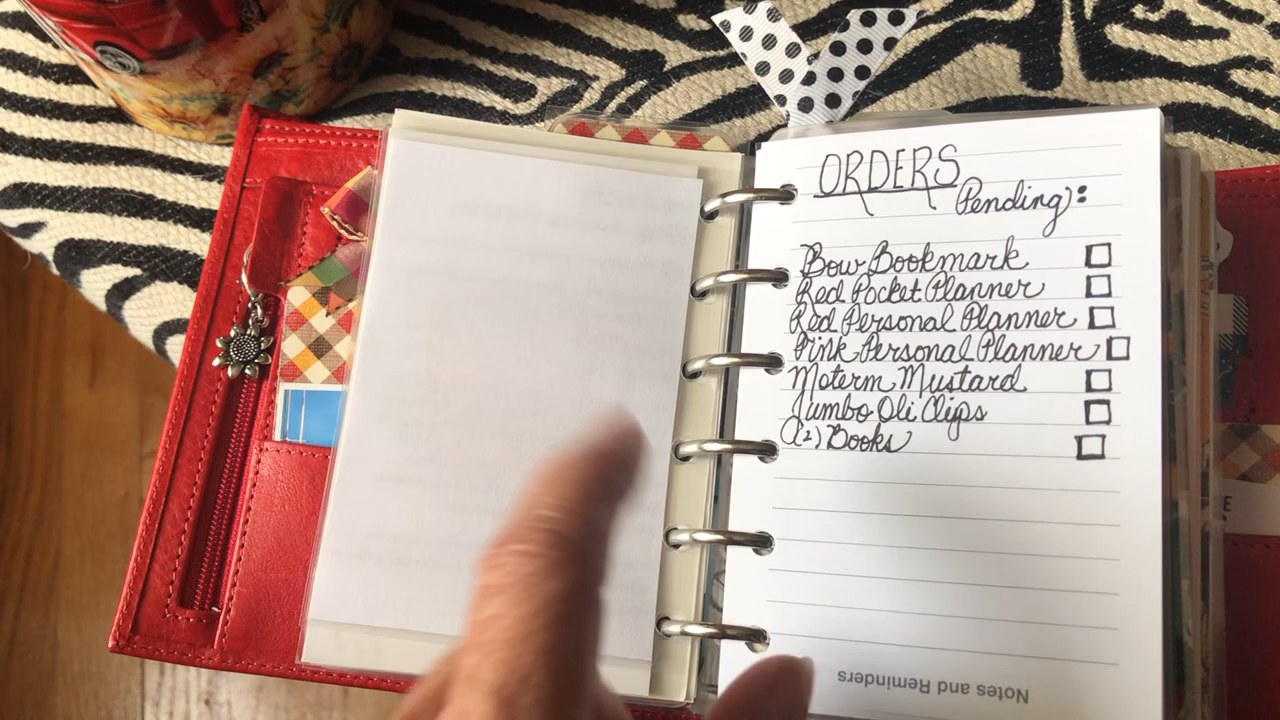 ORDERS
Pending:
Bow Bookmark
Red Pocket Planner
Red Personal Planner
Pink Personal Planner
Moterm Mustard
Jumbo Oli Clips
(2) Books
Notes and Reminders